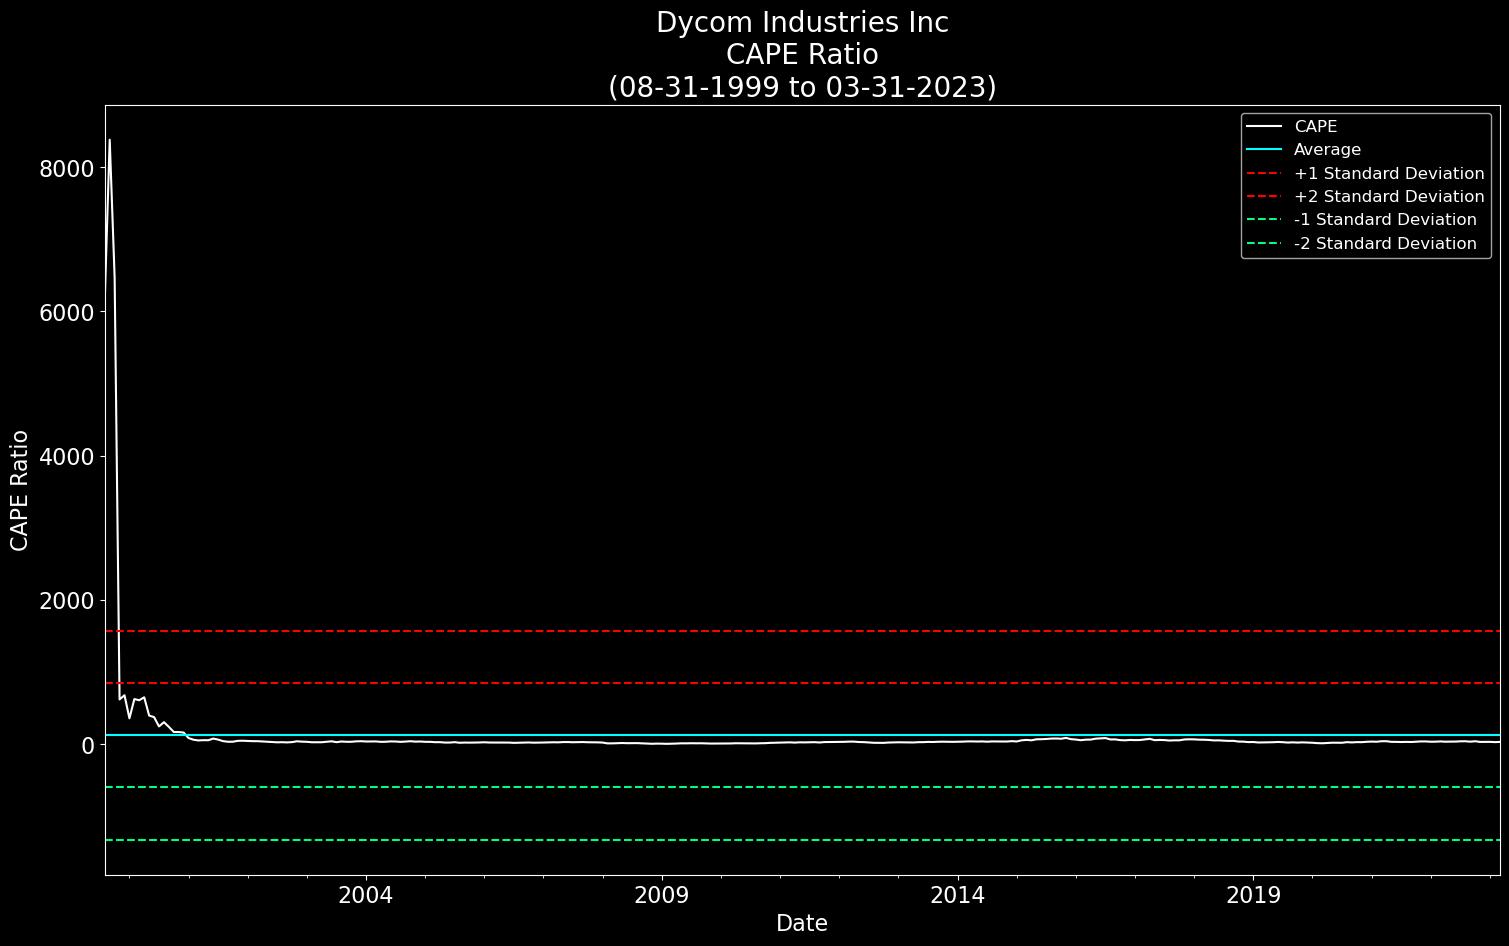 Dycom Industries Inc
CAPE Ratio
(08-31-1999 to 03-31-2023)
CAPE
Average
+1 Standard Deviation
+2 Standard Deviation
-1 Standard Deviation
-2 Standard Deviation
CAPE Ratio
8000
6000
4000
2000
0
2004
2009
2014
2019
Date